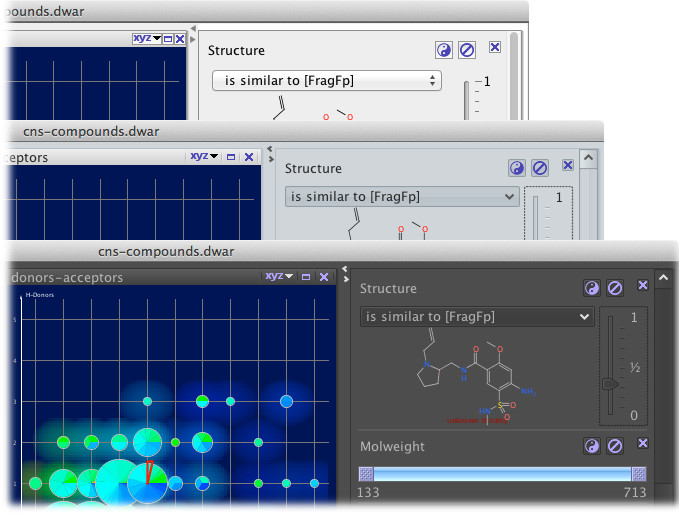 pounds.dwar
xyz
Structure
is similar to [FragFp]
1
O
O
cns-compounds.dwar
ceptors
xyz
Structure
is similar to [FragFp]
1
O
O
cns-compounds.dwar
donors-acceptors
xyz
H-Donors
5
4
3
2
1
Structure
is similar to [FragFp]
1
½
0
N
O
O
N
H
NH₂
HN
S
O
O
Molweight
133
713